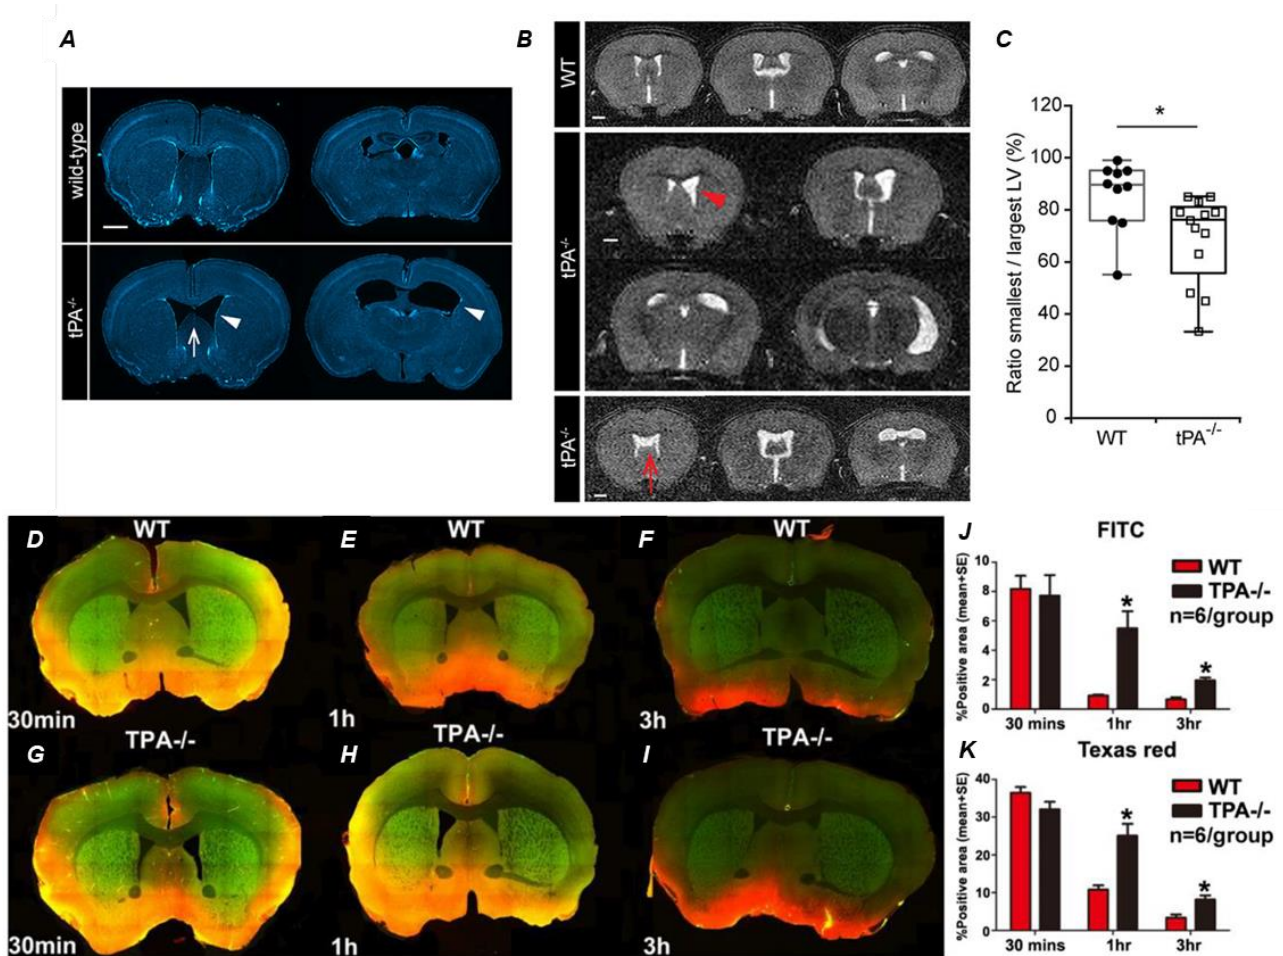 A
wild-type
tPA-/-
B
WT
tPA-/-
tPA-/-
C
Ratio smallest / largest LV (%)
120
100
80
60
40
20
0
*
WT
tPA-/-
D
WT
30min
E
WT
1h
F
WT
3h
G
TPA-/-
30min
H
TPA-/-
1h
I
TPA-/-
3h
J
FITC
%Positive area (mean+SE)
10
8
6
4
2
0
WT
TPA-/-
n=6/group
*
*
30 mins
1hr
3hr
K
Texas red
%Positive area (mean+SE)
40
30
20
10
0
WT
TPA-/-
n=6/group
*
*
30 mins
1hr
3hr